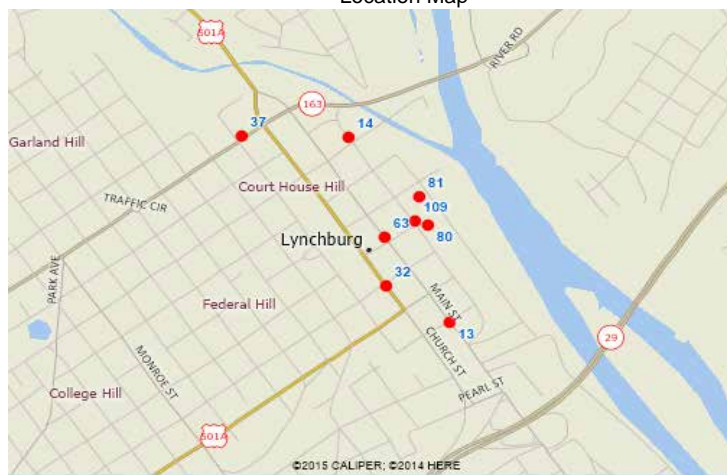 Location Map
501A
RIVER RD
163
37
14
Garland Hill
Court House Hill
81
TRAFFIC CIR
109
63
80
Lynchburg
PARK AVE
32
MAIN ST
Federal Hill
13
29
CHURCH ST
MONROE ST
PEARL ST
College Hill
501A
©2015 CALIPER; ©2014 HERE